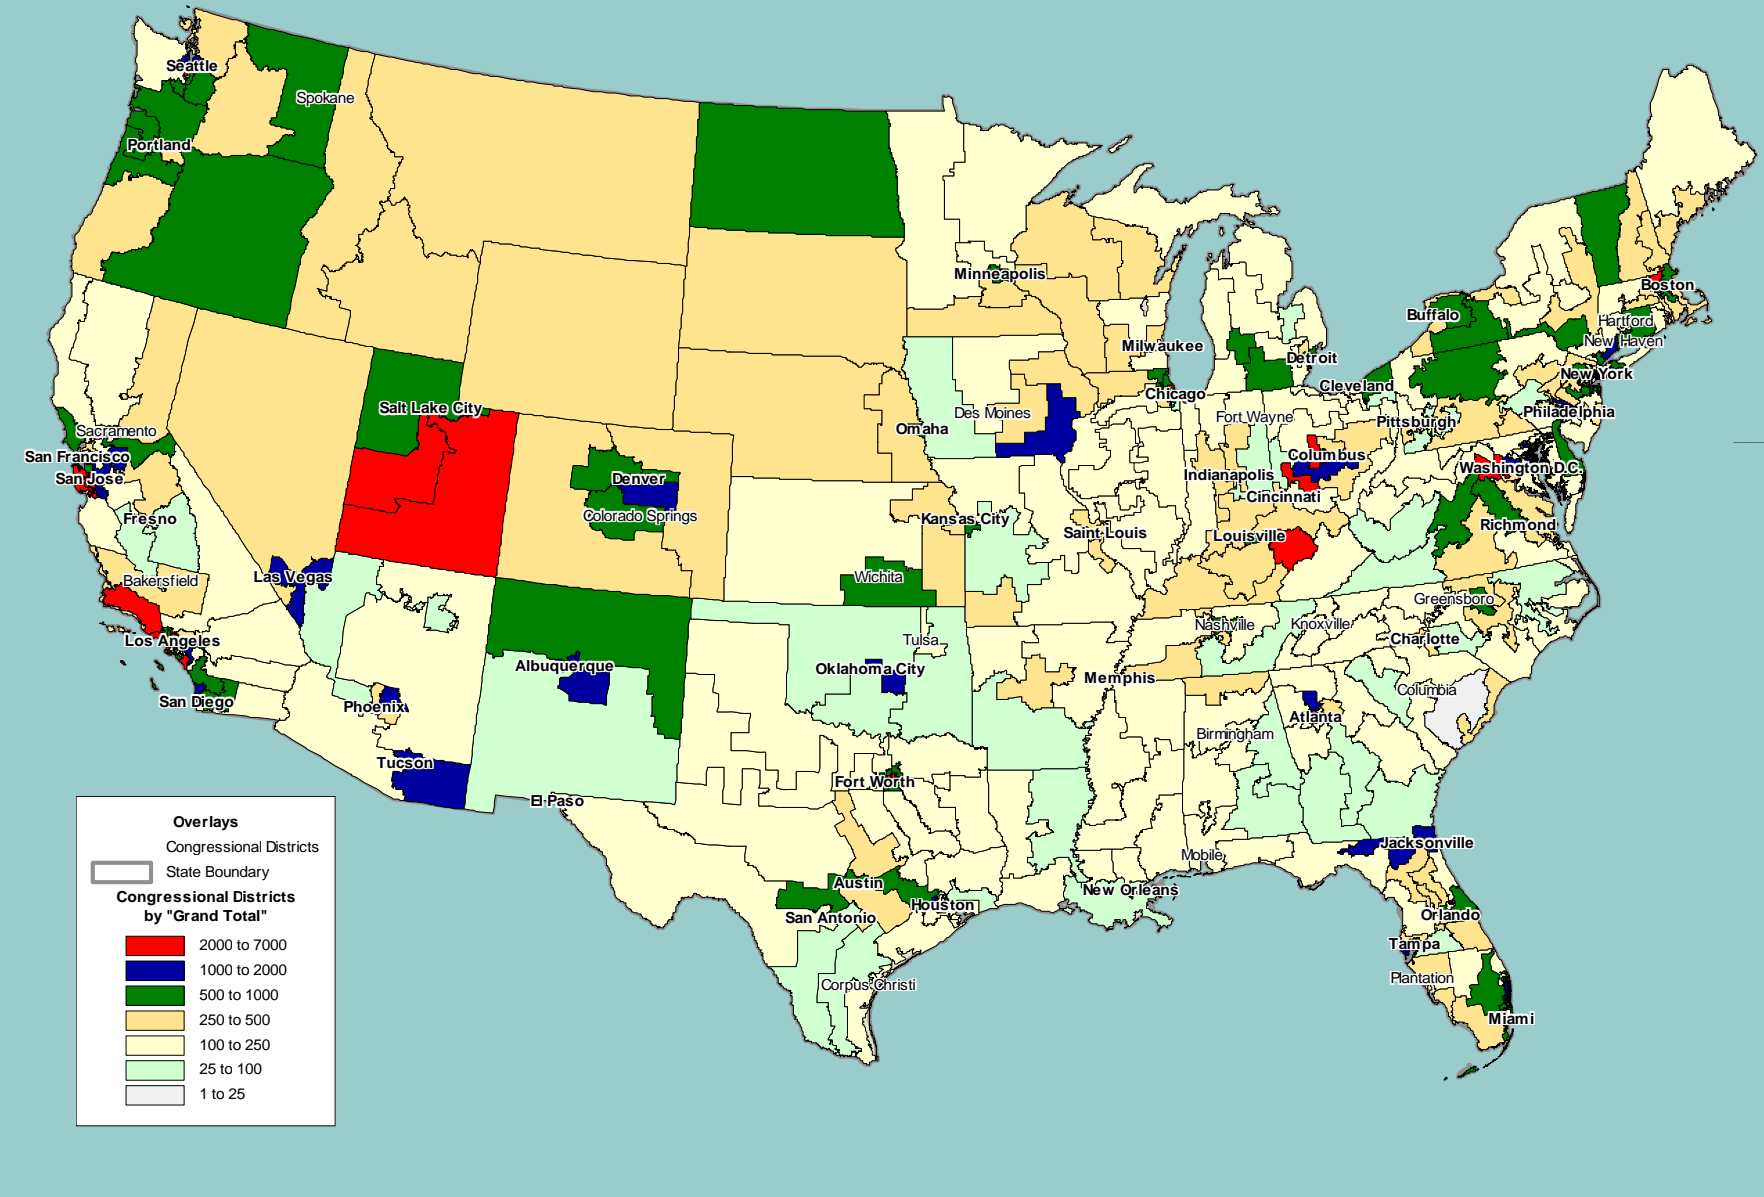 Seattle
Spokane
Portland
Minneapolis
Boston
Buffalo
Hartford
New Haven
Milwaukee
Detroit
New York
Cleveland
Chicago
Salt Lake City
Philadelphia
Des Moines
Fort Wayne
Pittsburgh
Omaha
Sacramento
San Francisco
Columbus
Washington D.C.
San Jose
Denver
Indianapolis
Cincinnati
Colorado Springs
Fresno
Kansas City
Richmond
Saint Louis
Louisville
Bakersfield
Las Vegas
Wichita
Greensboro
Nashville
Knoxville
Los Angeles
Tulsa
Charlotte
Albuquerque
Oklahoma City
Memphis
Columbia
San Diego
Phoenix
Atlanta
Birmingham
Tucson
Fort Worth
El Paso
Jacksonville
Mobile
Austin
New Orleans
Houston
San Antonio
Orlando
Tampa
Plantation
Corpus Christi
Miami
Overlays
Congressional Districts
State Boundary
Congressional Districts
by "Grand Total"
2000 to 7000
1000 to 2000
500 to 1000
250 to 500
100 to 250
25 to 100
1 to 25